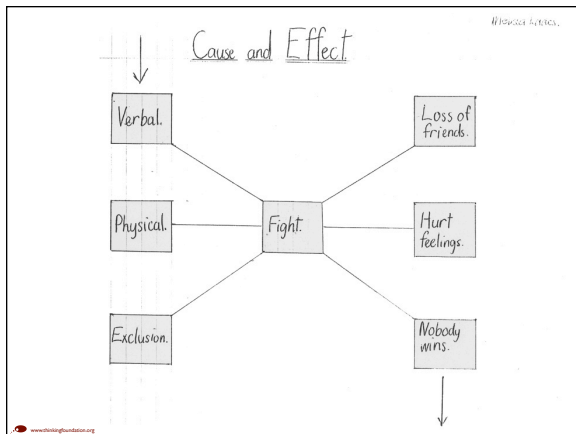 Cause and Effect
Verbal.
Loss of
friends.
Physical.
Fight.
Hurt
feelings.
Exclusion.
Nobody
wins.
www.thinkingfoundation.org